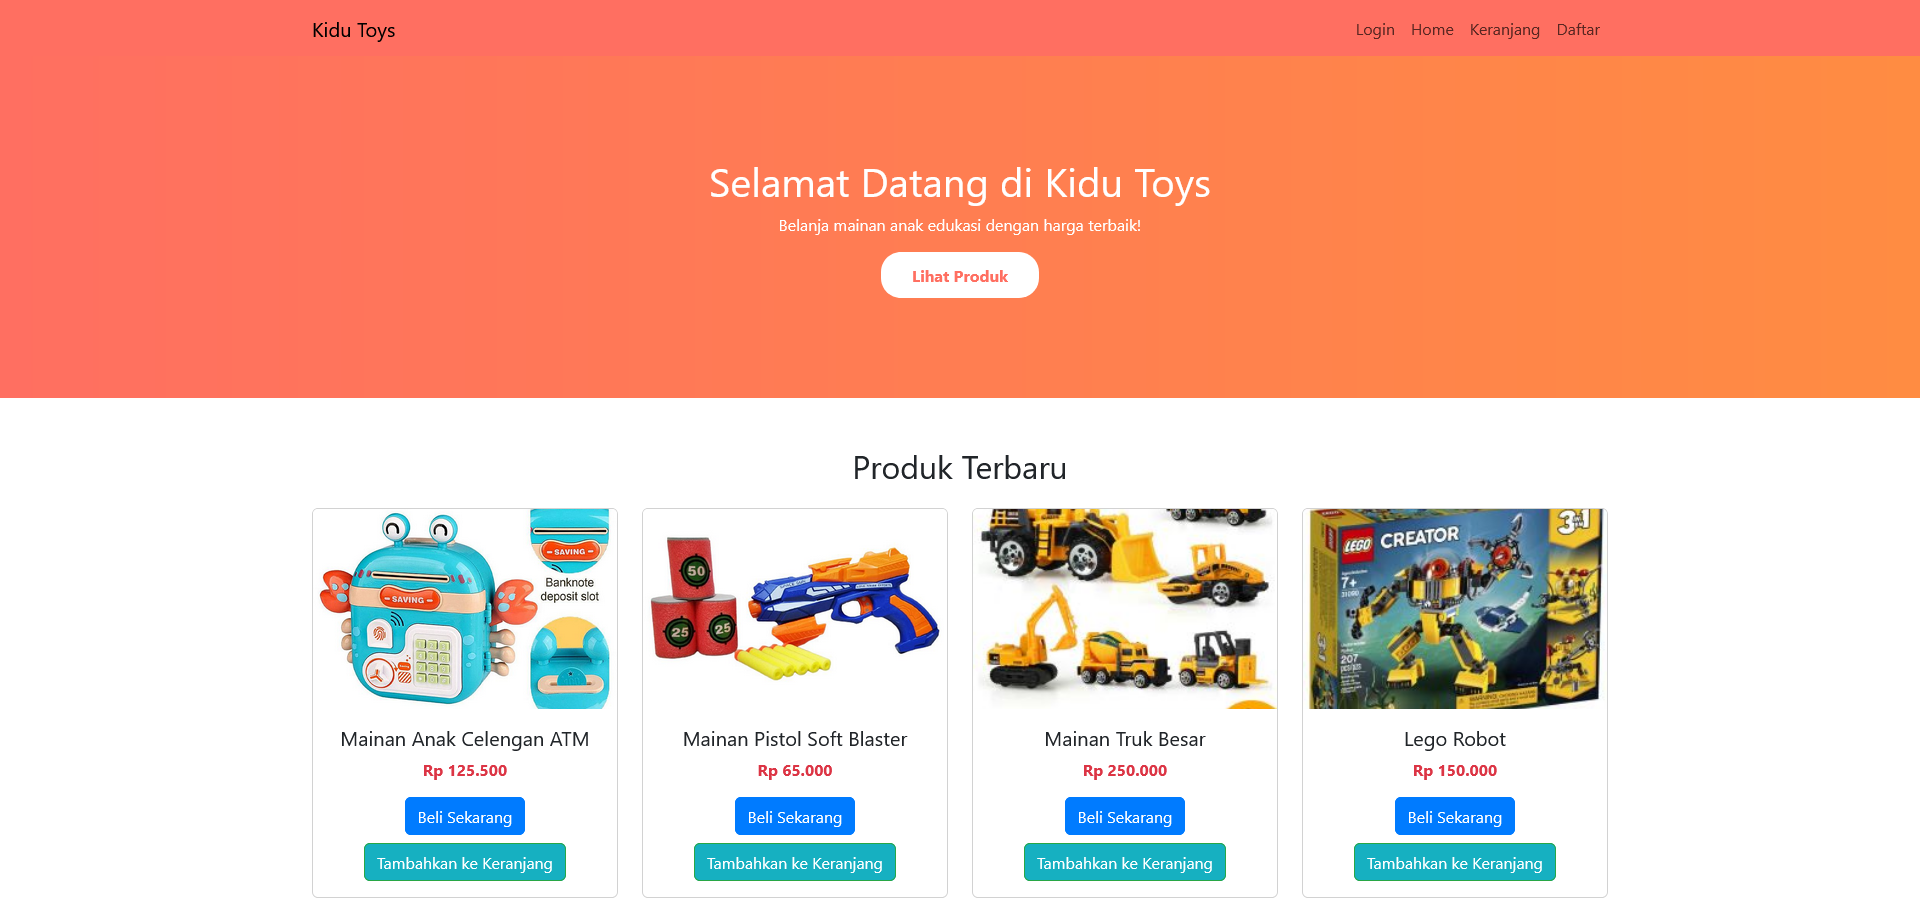 Kidu Toys
Login Home Keranjang Daftar
Selamat Datang di Kidu Toys
Belanja mainan anak edukasi dengan harga terbaik!
Lihat Produk
Produk Terbaru
SAVING
Banknote
deposit slot
SAVING
50
25 25
LEGO CREATOR
3in1
7+
31090
207
pcs/pzs
Mainan Anak Celengan ATM
Rp 125.500
Beli Sekarang
Tambahkan ke Keranjang
Mainan Pistol Soft Blaster
Rp 65.000
Beli Sekarang
Tambahkan ke Keranjang
Mainan Truk Besar
Rp 250.000
Beli Sekarang
Tambahkan ke Keranjang
Lego Robot
Rp 150.000
Beli Sekarang
Tambahkan ke Keranjang